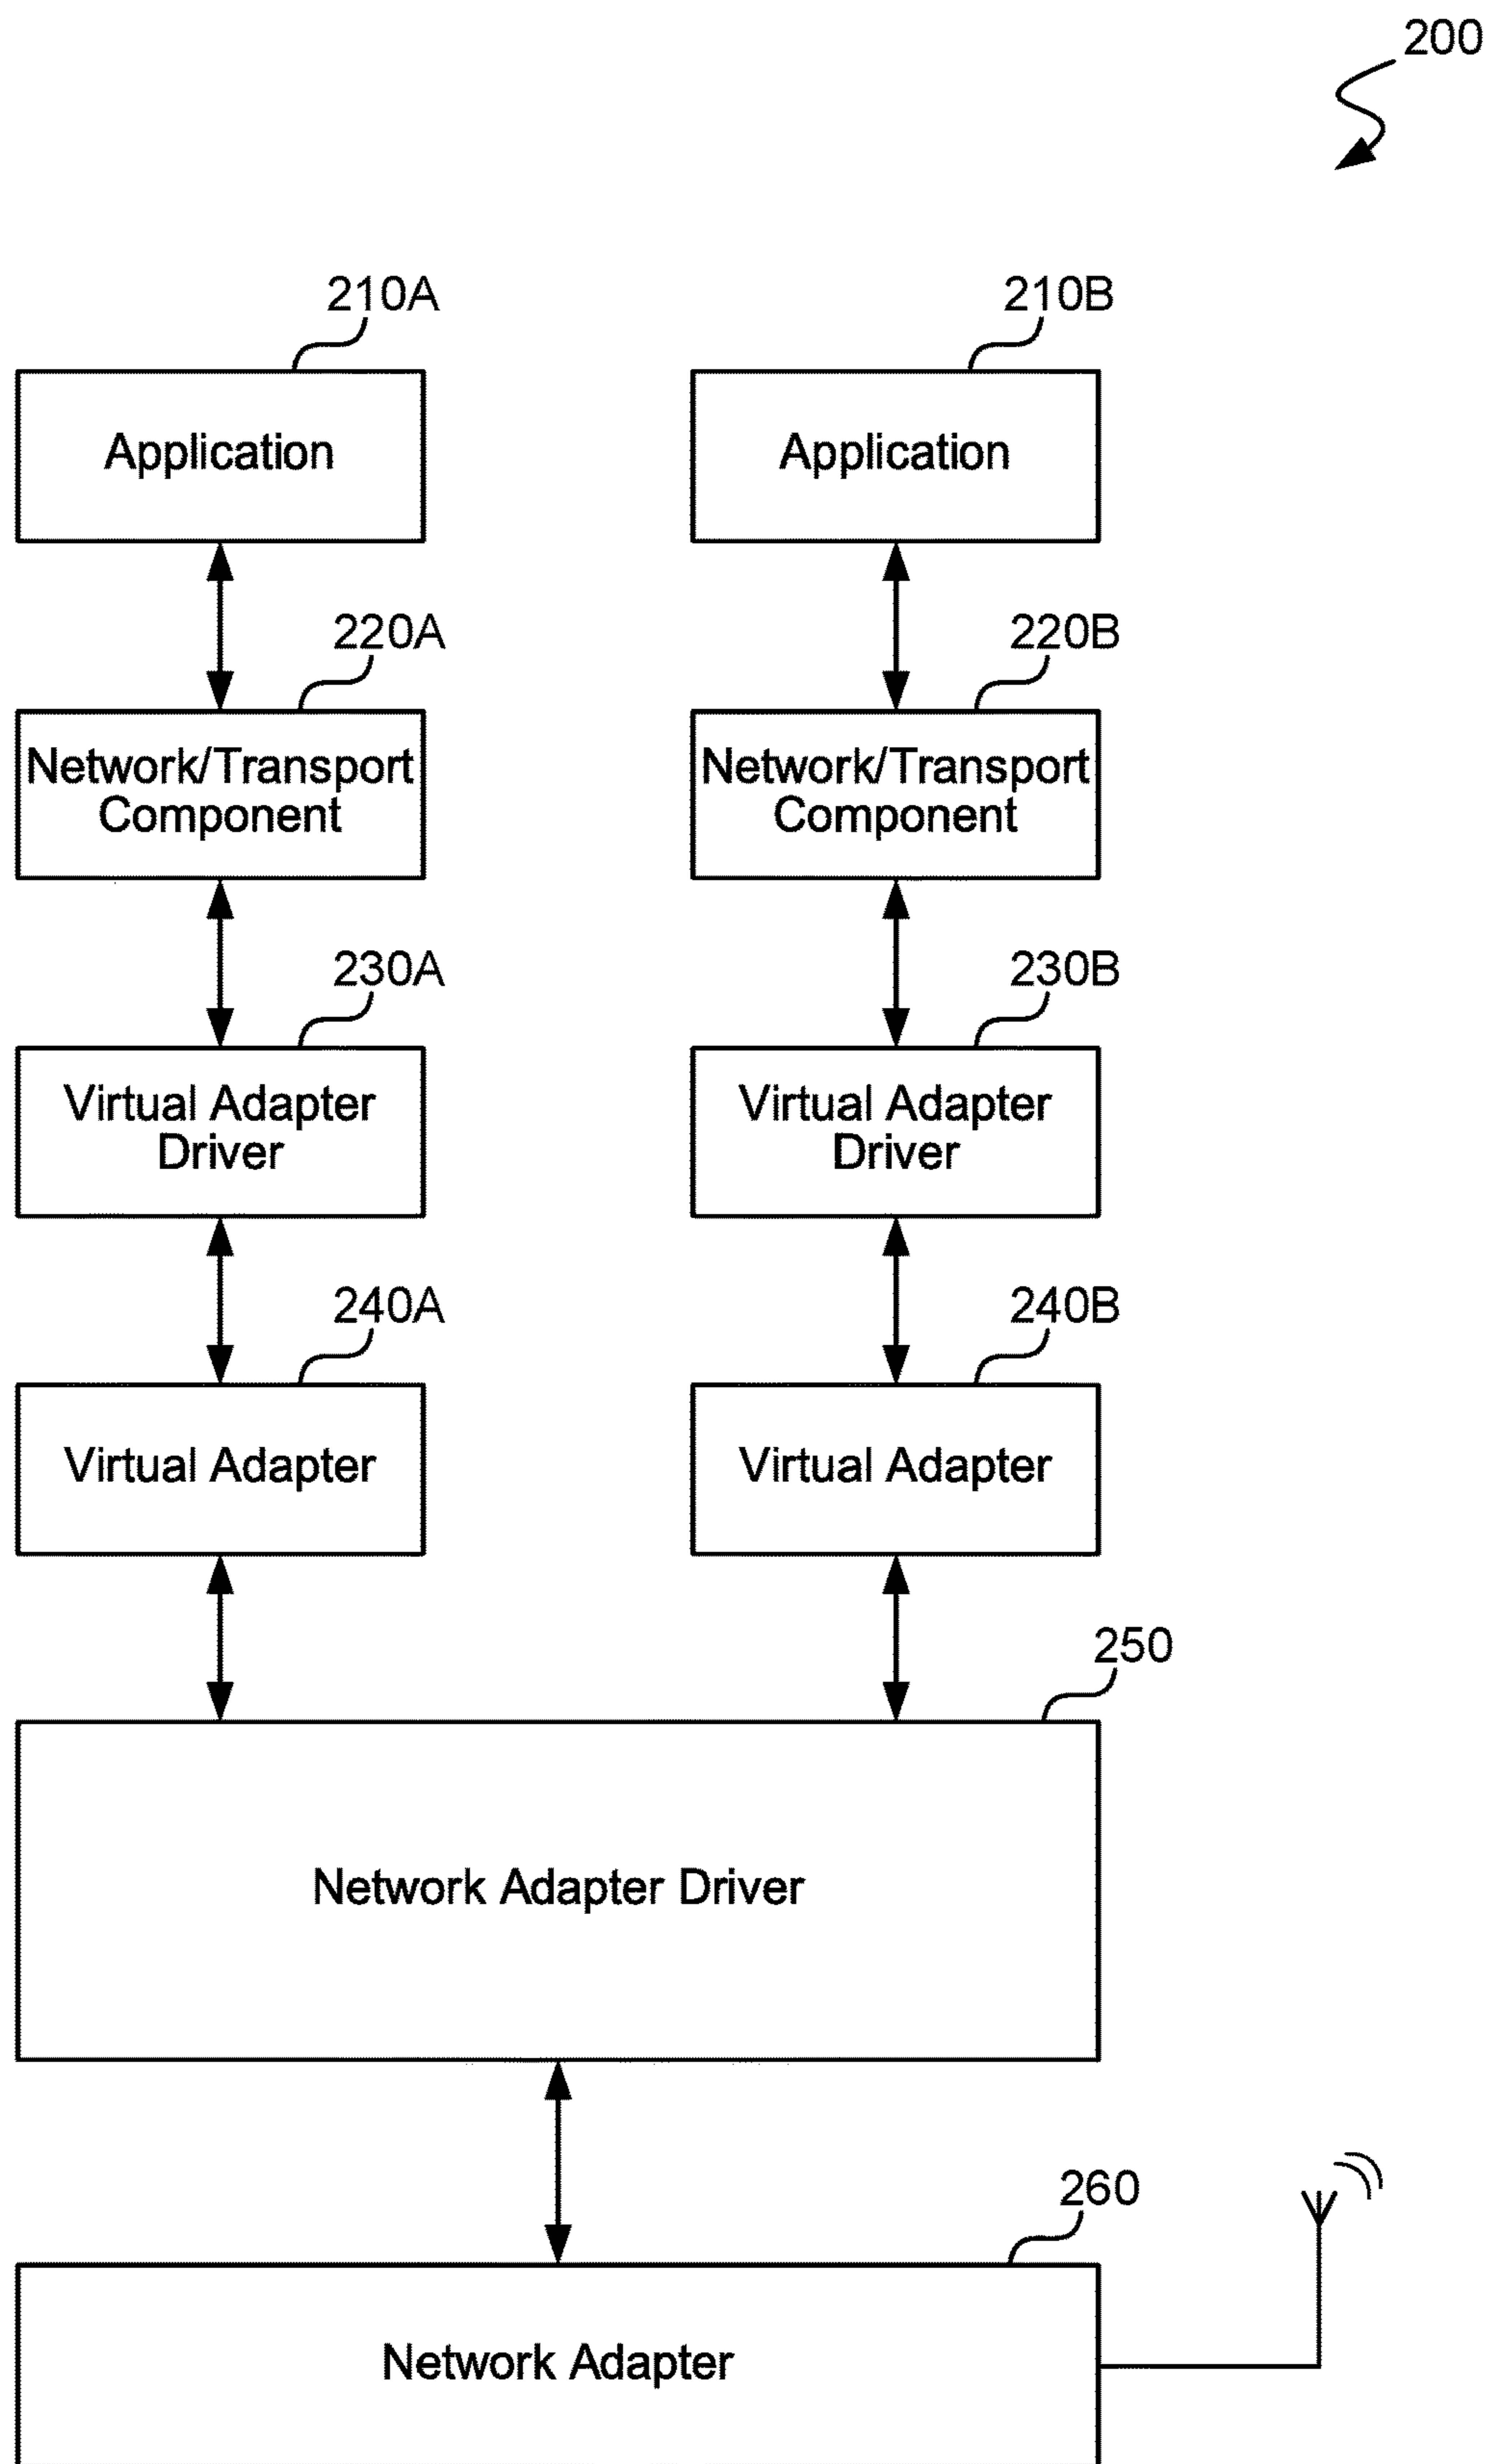 200
210A
210B
Application
Application
220A
220B
Network/Transport
Component
Network/Transport
Component
230A
230B
Virtual Adapter
Driver
Virtual Adapter
Driver
240A
240B
Virtual Adapter
Virtual Adapter
250
Network Adapter Driver
260
Network Adapter